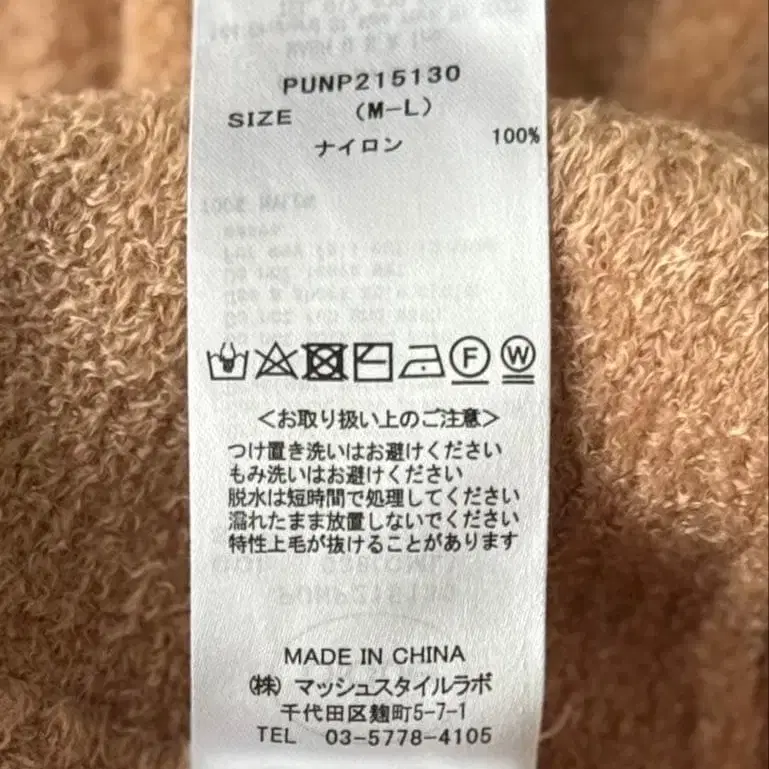 PUNP215130
SIZE (M-L)
ナイロン 100%
F W
<お取り扱い上のご注意>
つけ置き洗いはお避けください
もみ洗いはお避けください
脱水は短時間で処理してください
濡れたまま放置しないでください
特性上毛が抜けることがあります
MADE IN CHINA
(株) マッシュスタイルラボ
千代田区麹町5-7-1
TEL 03-5778-4105